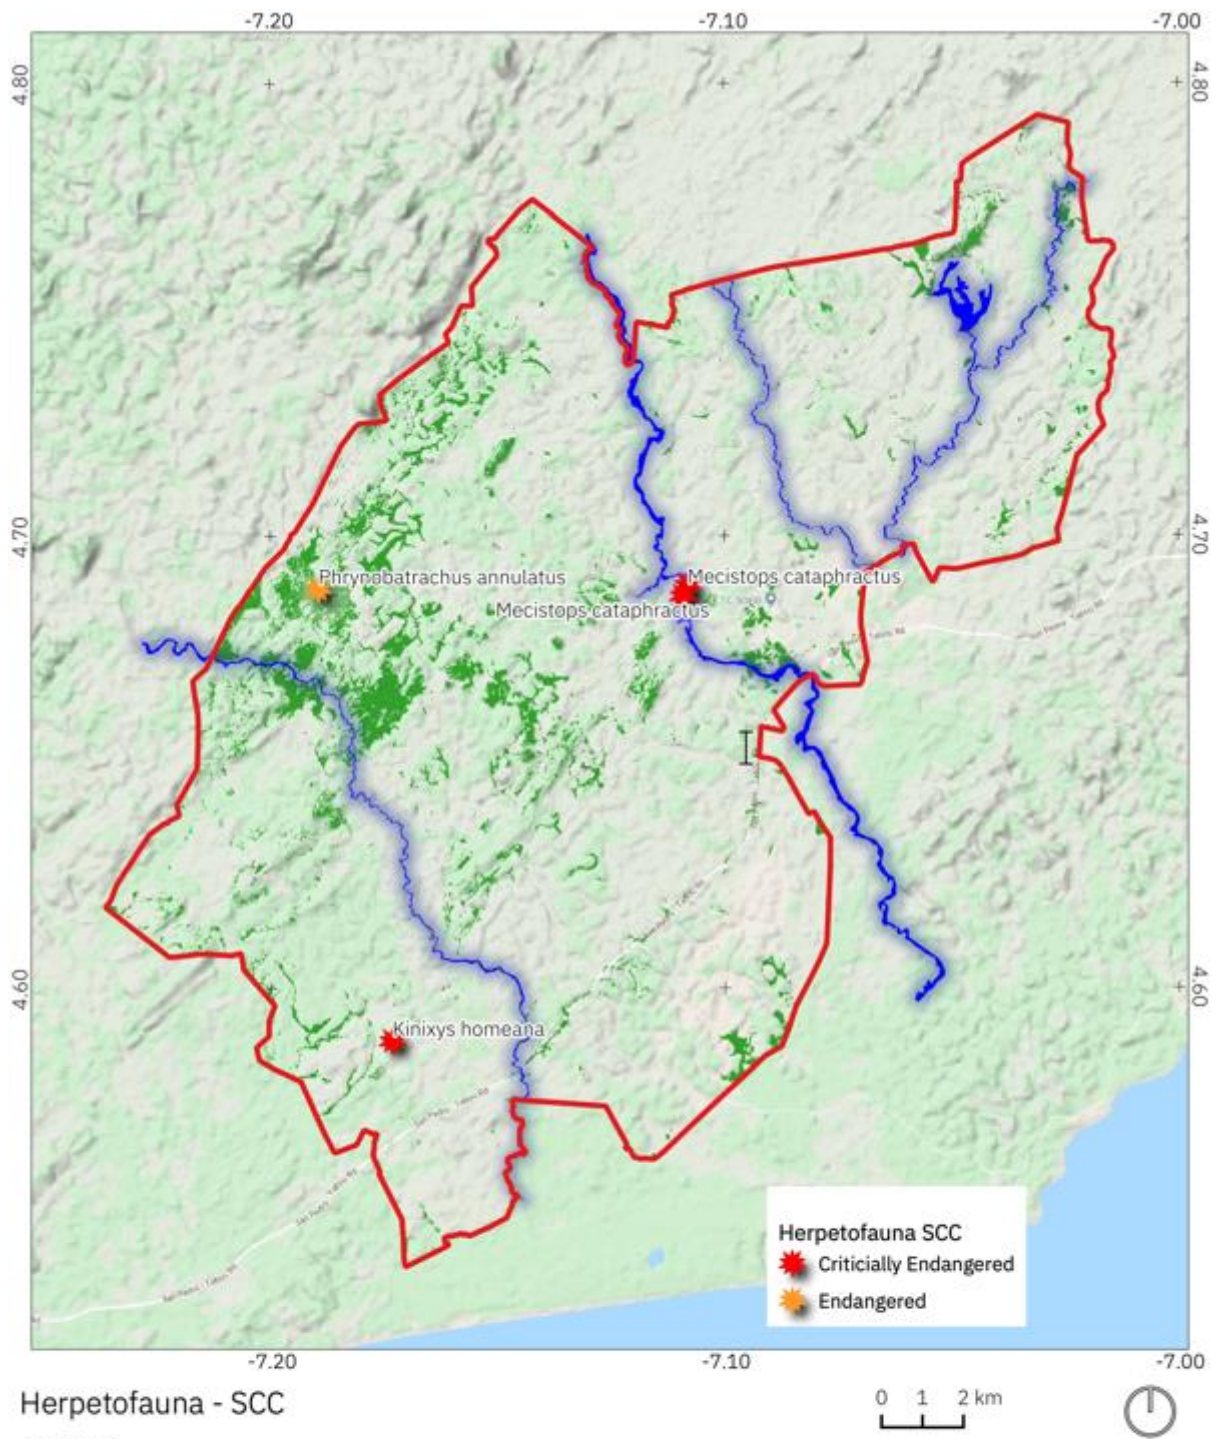 -7.20 -7.10 -7.00
4.80 4.80
4.70 4.70
Phrynobatrachus annulatus
Mecistops cataphractus
Mecistops cataphractus
4.60 4.60
Kinixys homeana
Herpetofauna SCC
Criticially Endangered
Endangered
-7.20 -7.10 -7.00
Herpetofauna - SCC
0 1 2 km